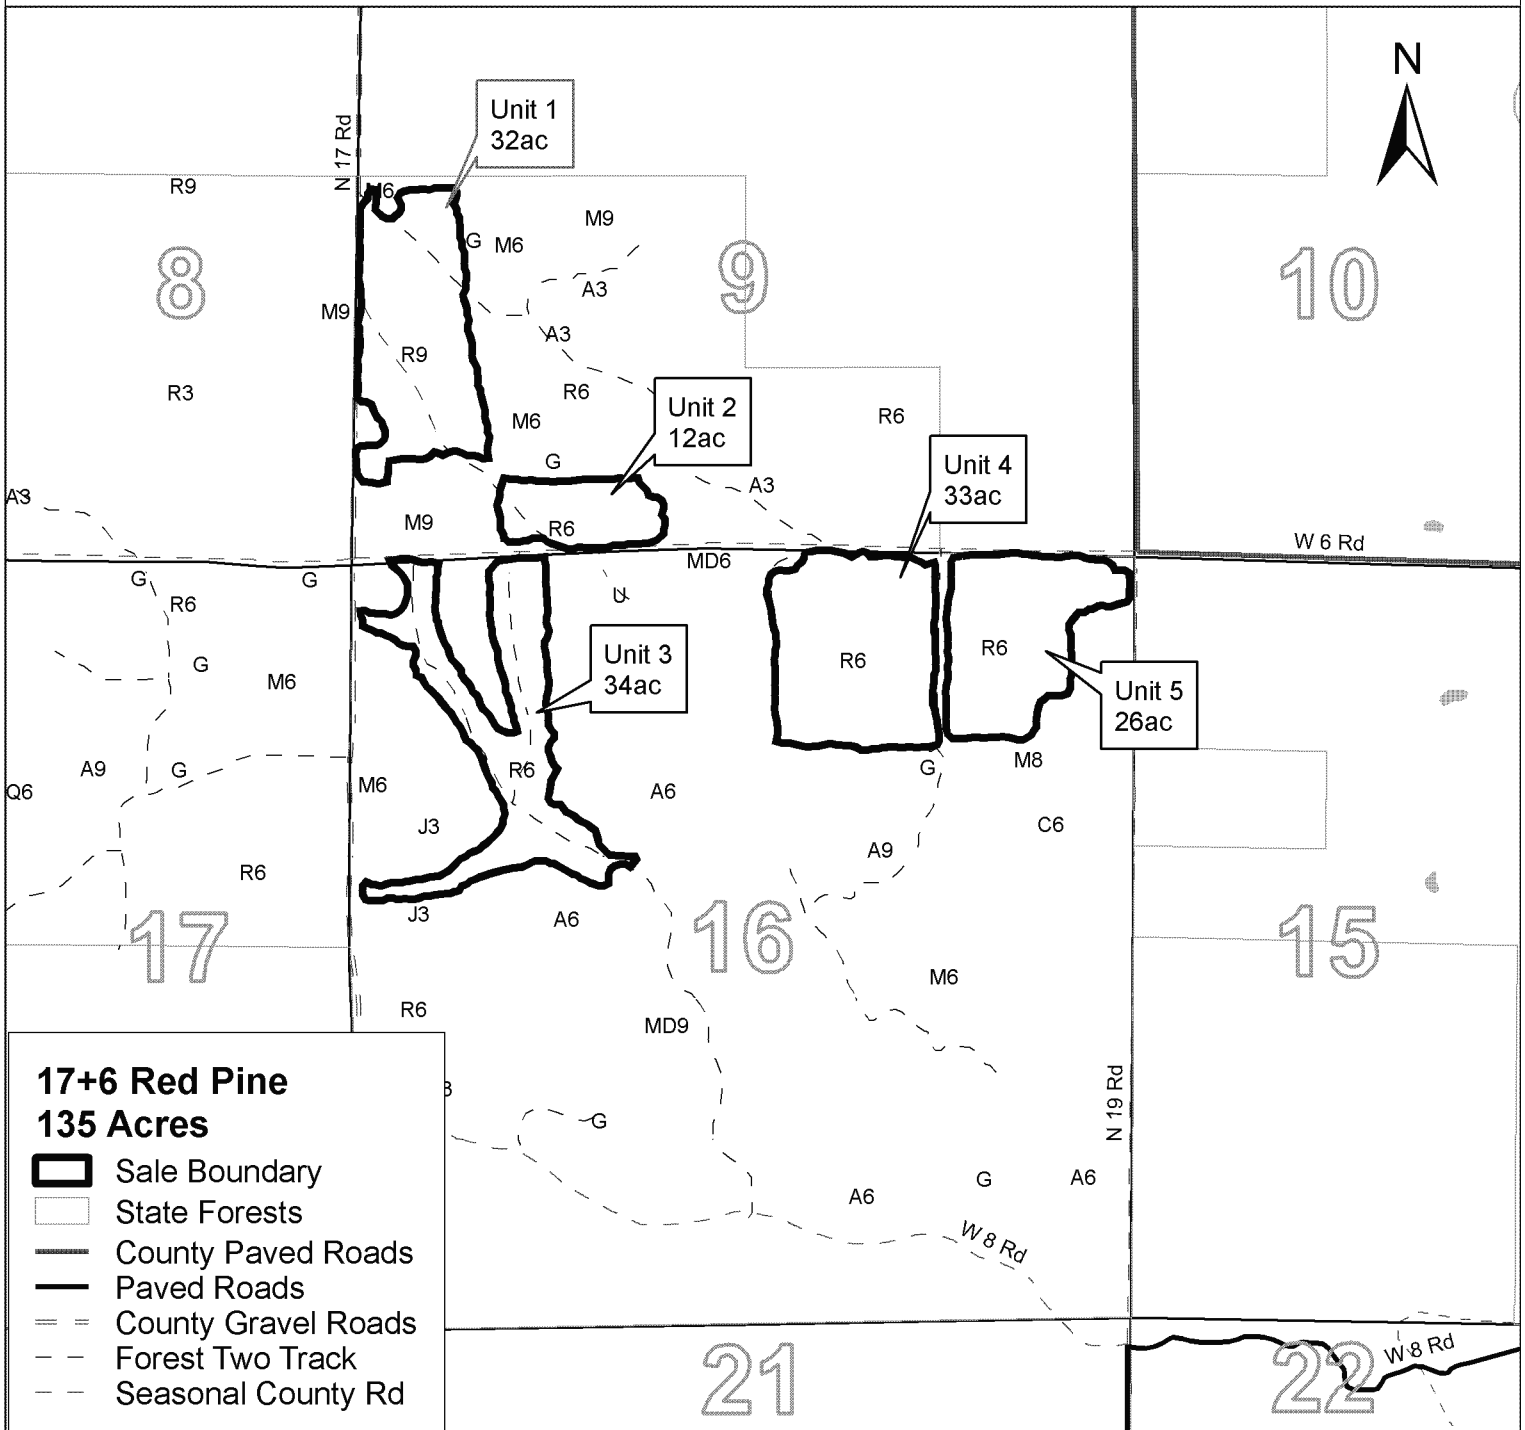 N
Unit 1
32ac
N 17 Rd
R9
M9
G
M6
8
9
10
A3
M9
A3
R9
R3
R6
M6
Unit 2
12ac
R6
Unit 4
33ac
G
A3
A3
M9
R6
W 6 Rd
MD6
G
G
U
R6
R6
R6
G
Unit 3
34ac
M6
Unit 5
26ac
M8
G
R6
A9
G
M6
A6
Q6
J3
C6
A9
R6
J3
A6
17
16
15
M6
R6
MD9
N 19 Rd
G
A6
G
A6
W 8 Rd
W 8 Rd
21
22
17+6 Red Pine
135 Acres
Sale Boundary
State Forests
County Paved Roads
Paved Roads
County Gravel Roads
Forest Two Track
Seasonal County Rd